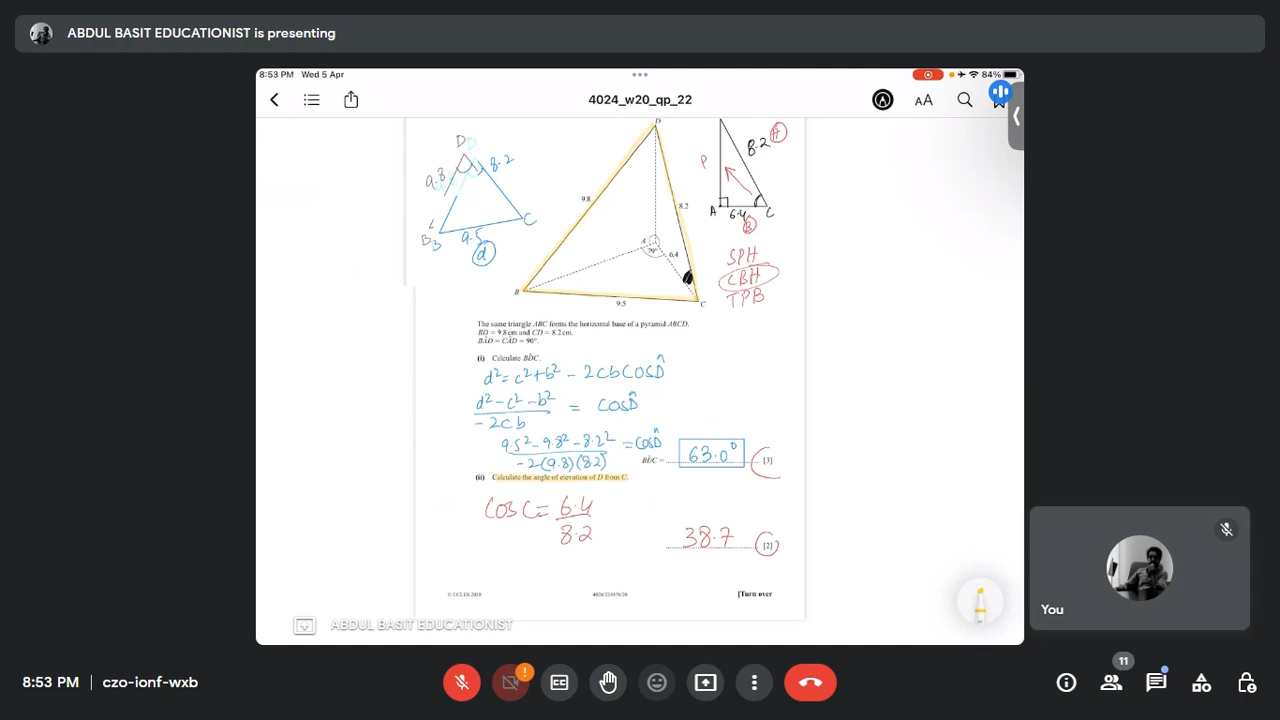 ABDUL BASIT EDUCATIONIST is presenting
8:53 PM Wed 5 Apr
84%
4024_w20_qp_22
AA
D
9.8
8.2
B
C
9.5
d
D
9.8
8.2
A
79°
6.4
B
9.5
C
8.2
H
P
A
6.4
C
B
SPH
CBH
TPB
The same triangle ABC forms the horizontal base of a pyramid ABCD.
BD = 9.8 cm and CD = 8.2 cm.
BÂD = CÂD = 90°.
(i) Calculate BD̂C.
d² = c² + b² - 2cb cos D̂
d² - c² - b² / -2cb = cos D̂
9.5² - 9.8² - 8.2² / -2(9.8)(8.2) = cos D̂
BD̂C = 63.0° [3]
(ii) Calculate the angle of elevation of D from C.
cos C = 6.4 / 8.2
38.7 [2]
© UCLES 2020
4024/22/O/N/20
[Turn over
ABDUL BASIT EDUCATIONIST
You
8:53 PM | czo-ionf-wxb
11